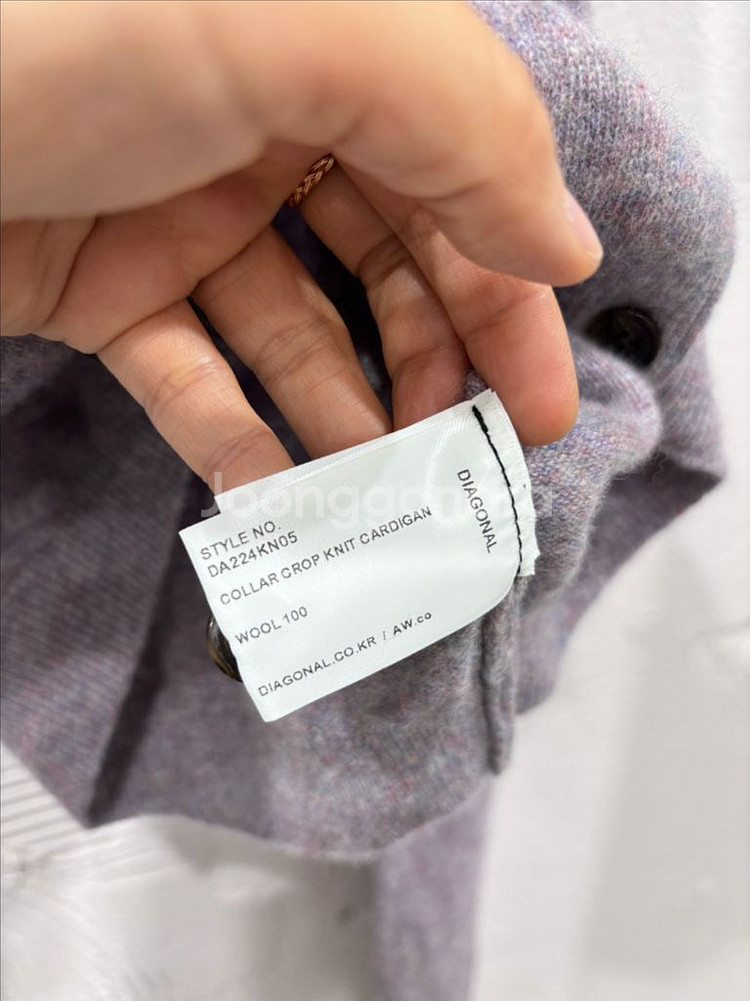 STYLE NO.
DA224KN05
COLLAR CROP KNIT CARDIGAN
WOOL 100
DIAGONAL.CO.KR / AW.co
DIAGONAL